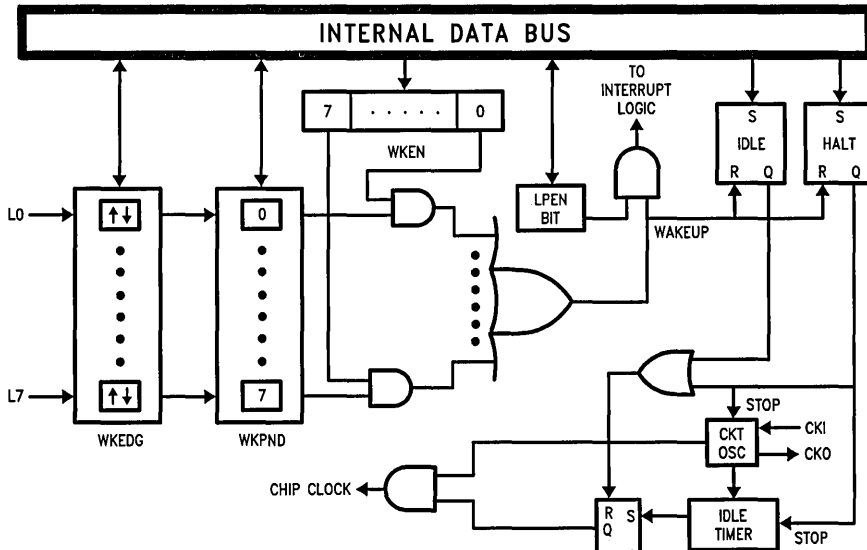 INTERNAL DATA BUS
TO
INTERRUPT
LOGIC
7 · · · · · 0
WKEN
S
IDLE
R Q
S
HALT
R Q
L0
↑↓
0
LPEN
BIT
WAKEUP
L7
↑↓
7
WKEDG
WKPND
STOP
CKT
OSC
CKI
CKO
CHIP CLOCK
R S
Q
IDLE
TIMER
STOP